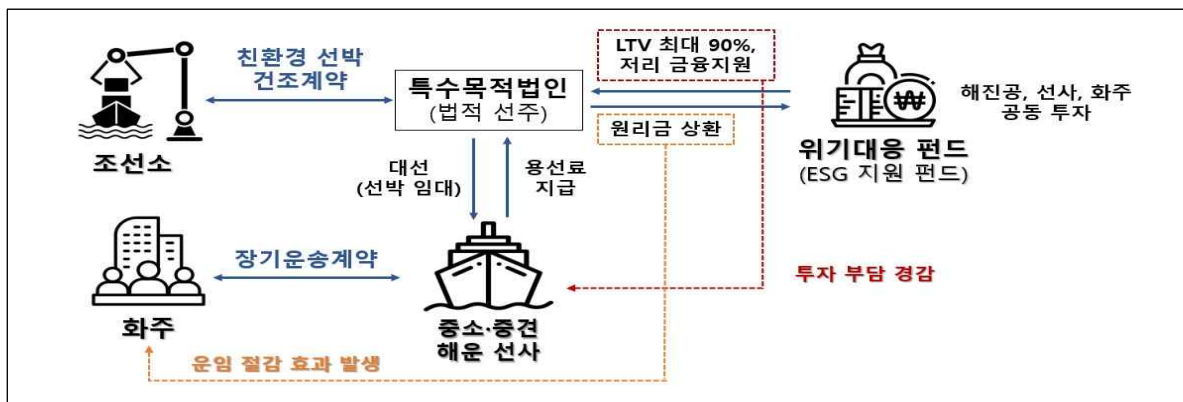 친환경 선박
건조계약
조선소
특수목적법인
(법적 선주)
LTV 최대 90%,
저리 금융지원
원리금 상환
₩
해진공, 선사, 화주
공동 투자
위기대응 펀드
(ESG 지원 펀드)
대선
(선박 임대)
용선료
지급
장기운송계약
화주
중소·중견
해운 선사
투자 부담 경감
운임 절감 효과 발생